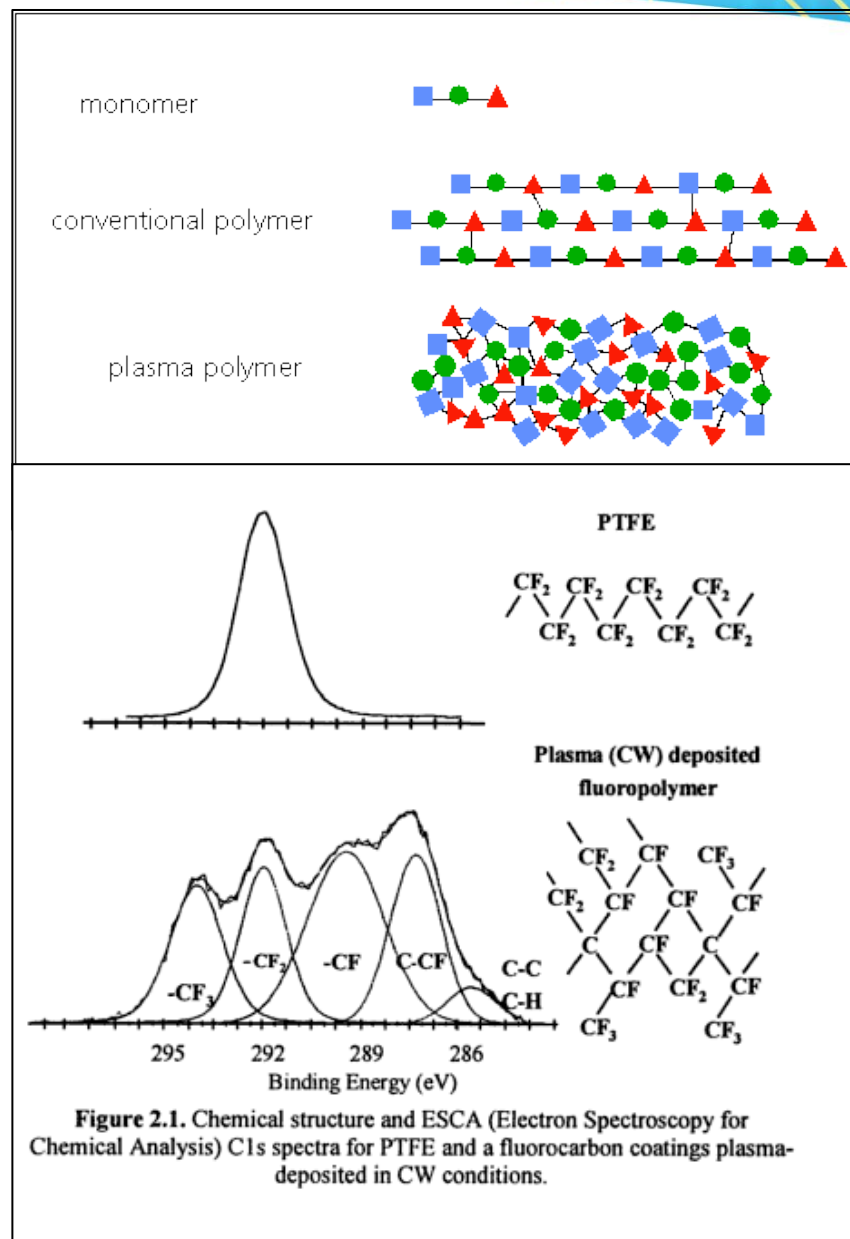 monomer
conventional polymer
plasma polymer
PTFE
CF₂ CF₂ CF₂ CF₂
CF₂ CF₂ CF₂ CF₂
Plasma (CW) deposited
fluoropolymer
CF₂ CF CF₃
CF₂ CF CF CF
C CF C
CF CF₂ CF
CF₃ CF₃
-CF₃ -CF₂ -CF C-CF C-C
C-H
295 292 289 286
Binding Energy (eV)
Figure 2.1. Chemical structure and ESCA (Electron Spectroscopy for
Chemical Analysis) C1s spectra for PTFE and a fluorocarbon coatings plasma-
deposited in CW conditions.